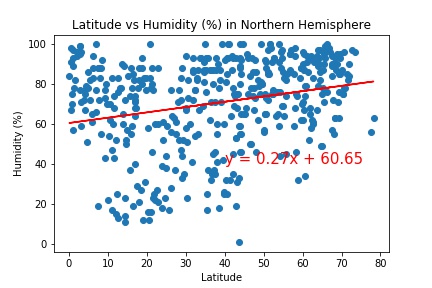 Latitude vs Humidity (%) in Northern Hemisphere
100
80
60
40
20
0
Humidity (%)
y = 0.27x + 60.65
0 10 20 30 40 50 60 70 80
Latitude